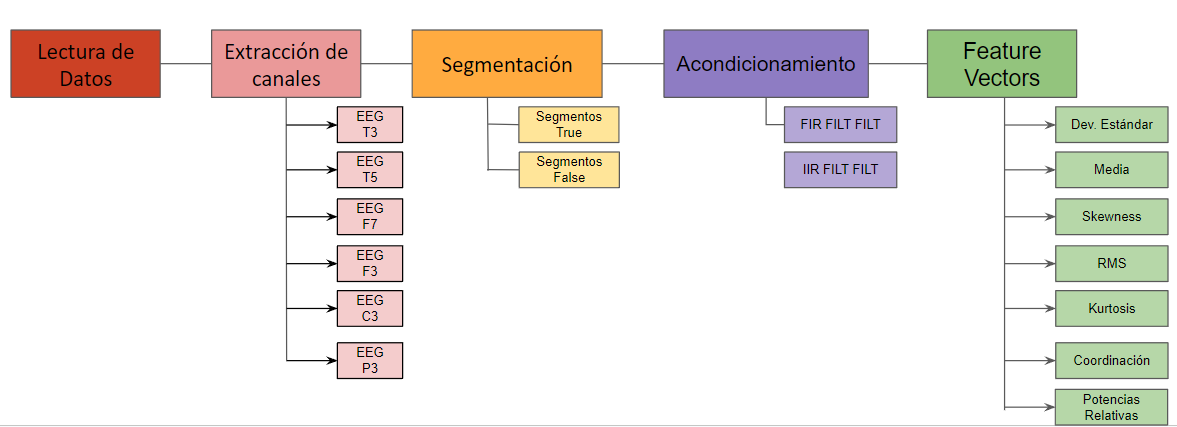 Lectura de
Datos
Extracción de
canales
Segmentación
Acondicionamiento
Feature
Vectors
EEG
T3
EEG
T5
EEG
F7
EEG
F3
EEG
C3
EEG
P3
Segmentos
True
Segmentos
False
FIR FILT FILT
IIR FILT FILT
Dev. Estándar
Media
Skewness
RMS
Kurtosis
Coordinación
Potencias
Relativas